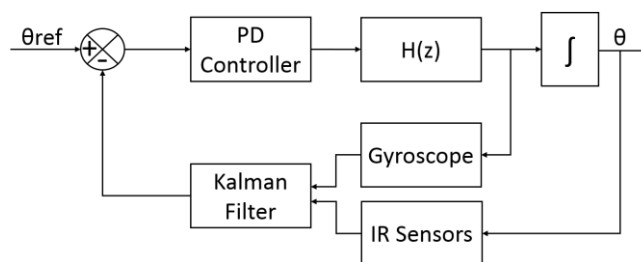 θref
+
-
PD
Controller
H(z)
∫
θ
Gyroscope
Kalman
Filter
IR Sensors